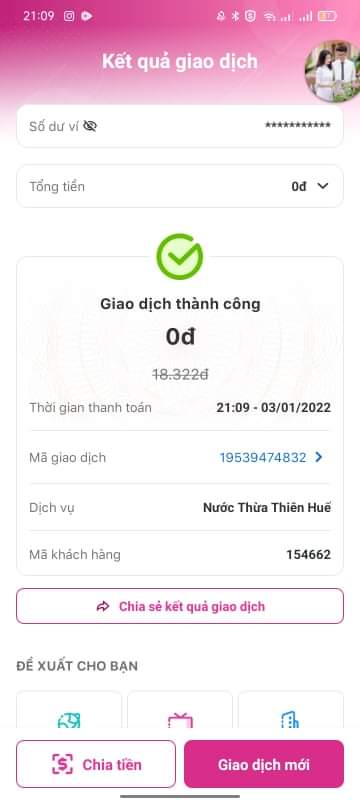 21:09
Kết quả giao dịch
Số dư ví ***********
Tổng tiền 0đ
Giao dịch thành công
0đ
18.322đ
Thời gian thanh toán 21:09 - 03/01/2022
Mã giao dịch 19539474832
Dịch vụ Nước Thừa Thiên Huế
Mã khách hàng 154662
Chia sẻ kết quả giao dịch
ĐỀ XUẤT CHO BẠN
Chia tiền Giao dịch mới